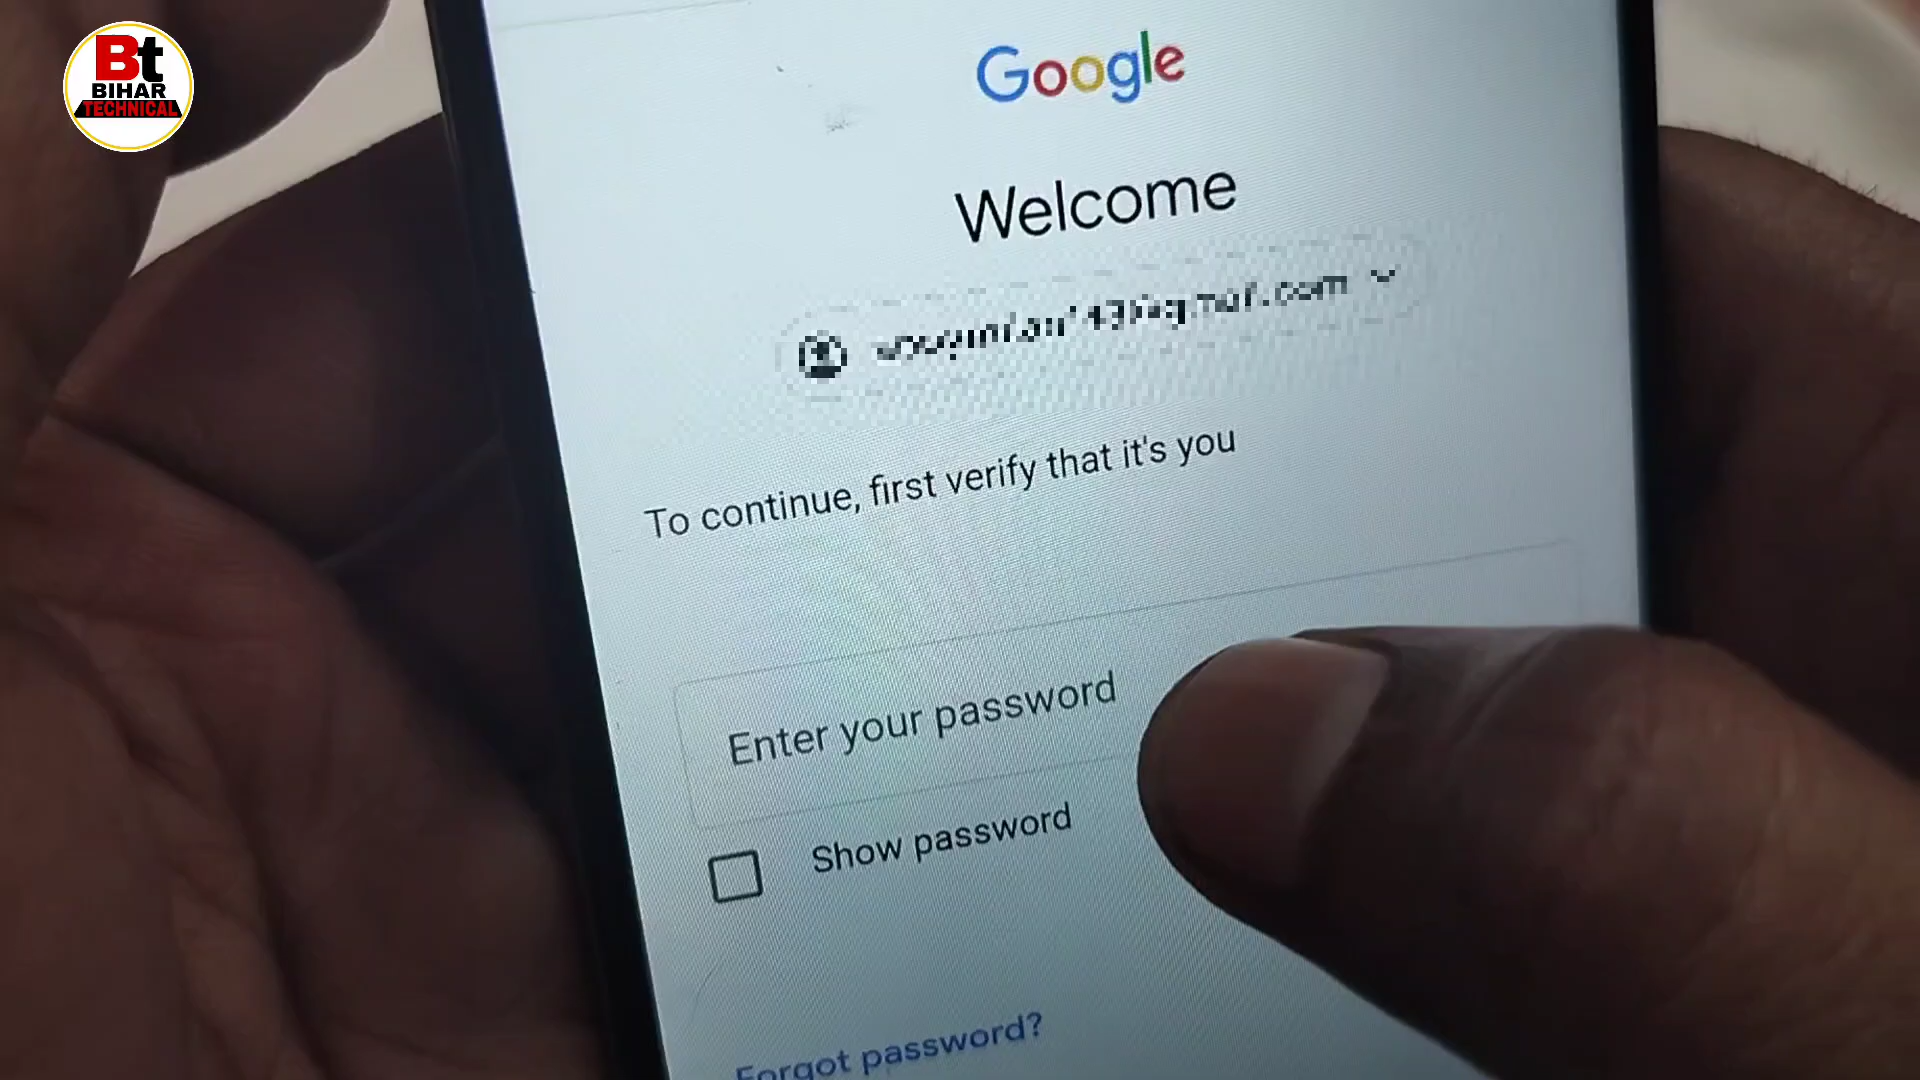 Bt
BIHAR
TECHNICAL
Google
Welcome
To continue, first verify that it's you
Enter your password
Show password
Forgot password?